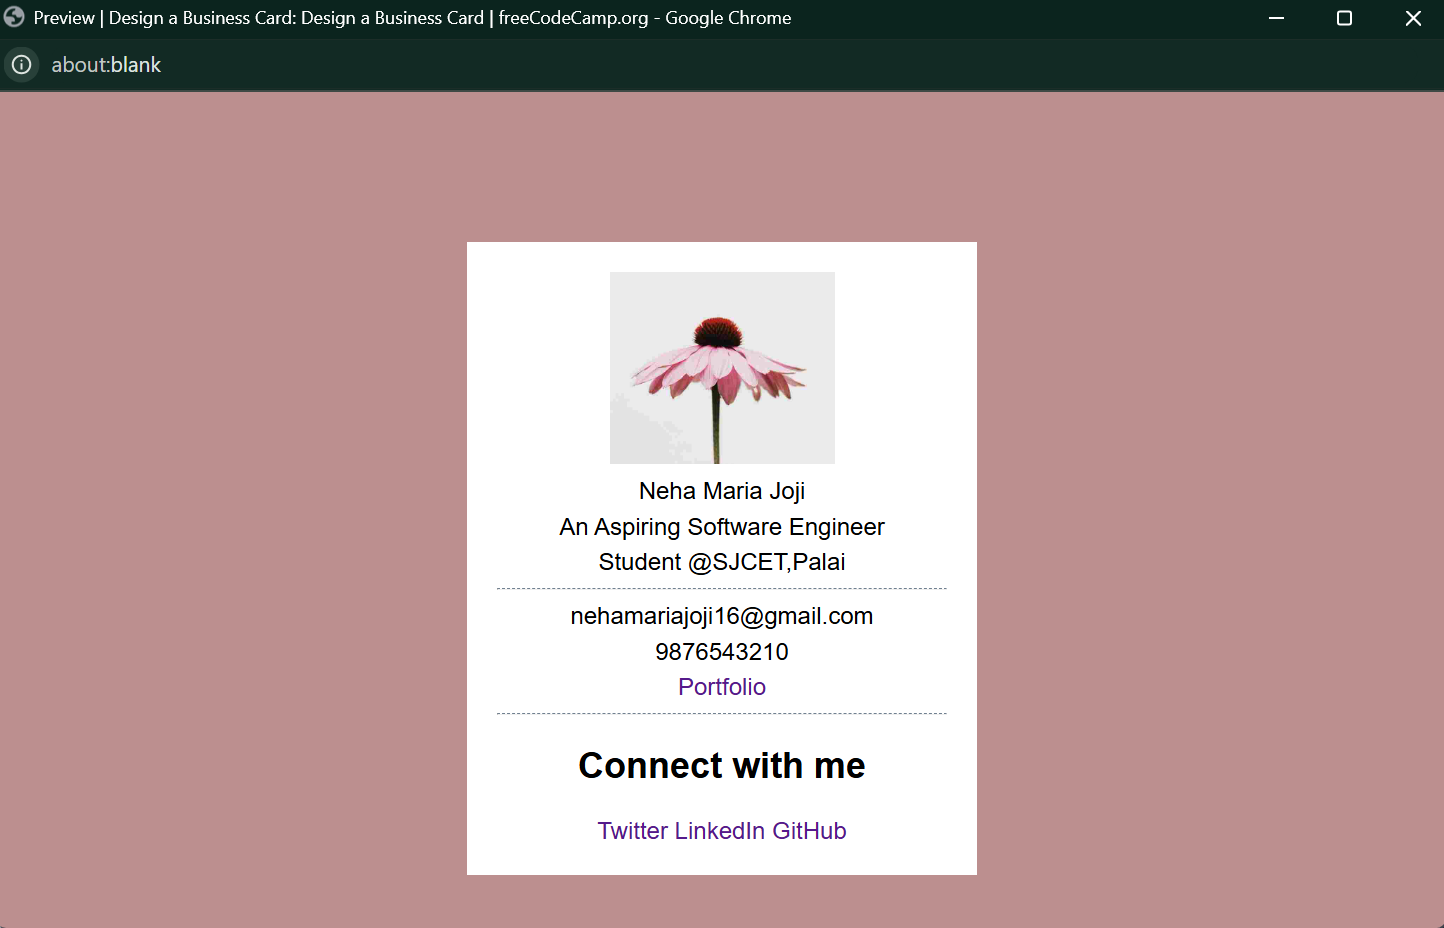 Preview | Design a Business Card: Design a Business Card | freeCodeCamp.org - Google Chrome
about:blank
Neha Maria Joji
An Aspiring Software Engineer
Student @SJCET,Palai
nehamariajoji16@gmail.com
9876543210
Portfolio
Connect with me
Twitter LinkedIn GitHub